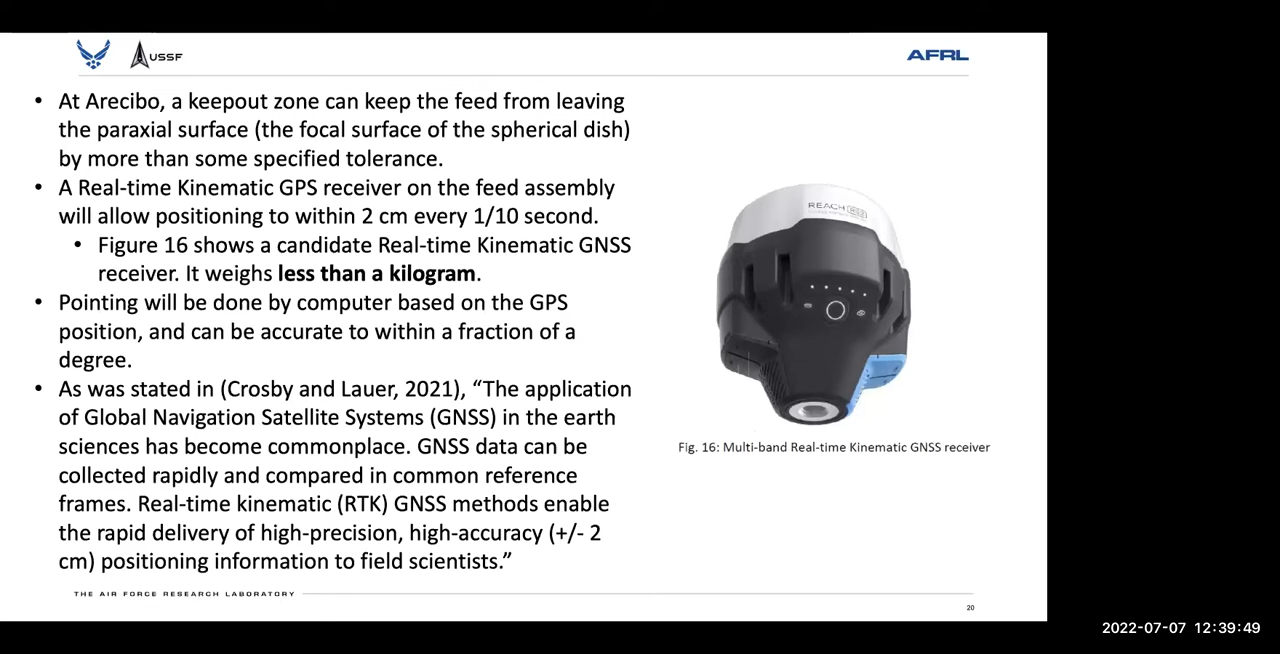 USSF
AFRL
• At Arecibo, a keepout zone can keep the feed from leaving
the paraxial surface (the focal surface of the spherical dish)
by more than some specified tolerance.
• A Real-time Kinematic GPS receiver on the feed assembly
will allow positioning to within 2 cm every 1/10 second.
• Figure 16 shows a candidate Real-time Kinematic GNSS
receiver. It weighs less than a kilogram.
• Pointing will be done by computer based on the GPS
position, and can be accurate to within a fraction of a
degree.
• As was stated in (Crosby and Lauer, 2021), “The application
of Global Navigation Satellite Systems (GNSS) in the earth
sciences has become commonplace. GNSS data can be
collected rapidly and compared in common reference
frames. Real-time kinematic (RTK) GNSS methods enable
the rapid delivery of high-precision, high-accuracy (+/- 2
cm) positioning information to field scientists.”
REACH
Fig. 16: Multi-band Real-time Kinematic GNSS receiver
THE AIR FORCE RESEARCH LABORATORY
20
2022-07-07 12:39:49